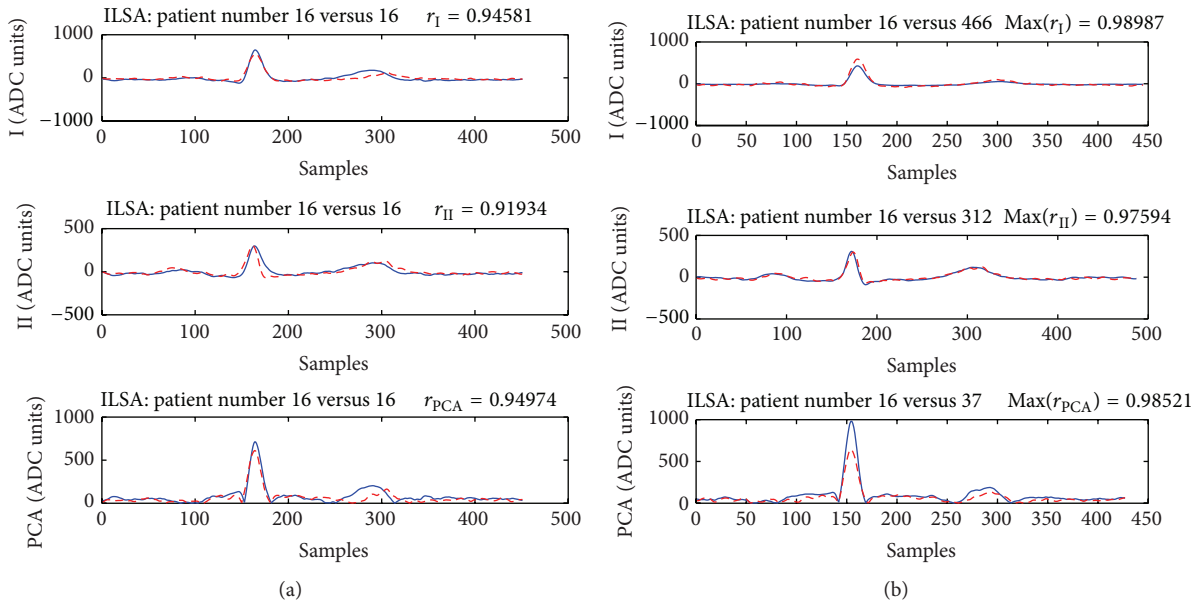 ILSA: patient number 16 versus 16 r_I = 0.94581
1000
0
−1000
I (ADC units)
0 100 200 300 400 500
Samples
ILSA: patient number 16 versus 16 r_II = 0.91934
500
0
−500
II (ADC units)
0 100 200 300 400 500
Samples
ILSA: patient number 16 versus 16 r_PCA = 0.94974
1000
500
0
PCA (ADC units)
0 100 200 300 400 500
Samples
(a)
ILSA: patient number 16 versus 466 Max(r_I) = 0.98987
1000
0
−1000
I (ADC units)
0 50 100 150 200 250 300 350 400 450
Samples
ILSA: patient number 16 versus 312 Max(r_II) = 0.97594
500
0
−500
II (ADC units)
0 100 200 300 400 500
Samples
ILSA: patient number 16 versus 37 Max(r_PCA) = 0.98521
1000
500
0
PCA (ADC units)
0 50 100 150 200 250 300 350 400 450
Samples
(b)